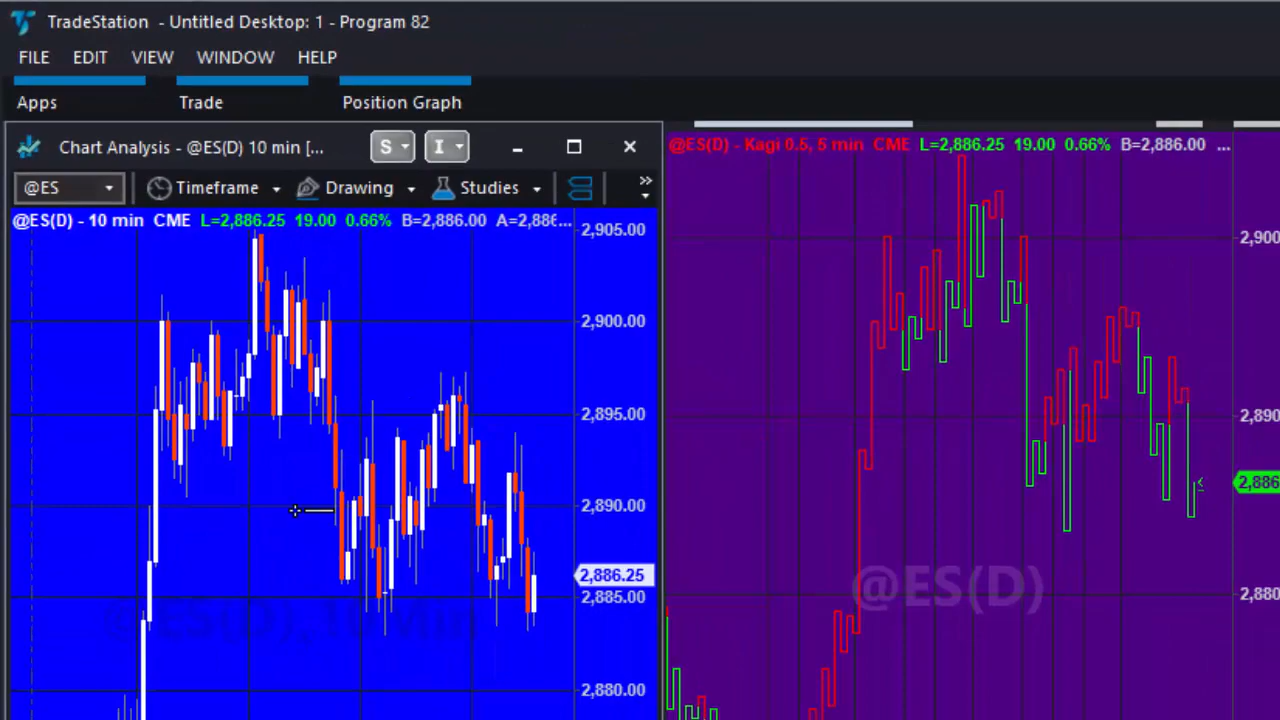 TradeStation - Untitled Desktop: 1 - Program 82
FILE EDIT VIEW WINDOW HELP
Apps Trade Position Graph
Chart Analysis - @ES(D) 10 min [...
S I
@ES Timeframe Drawing Studies
@ES(D) - 10 min CME L=2,886.25 19.00 0.66% B=2,886.00 A=2,886...
2,905.00
2,900.00
2,895.00
2,890.00
2,886.25
2,885.00
2,880.00
@ES(D), 10 Min
@ES(D) - Kagi 0.5, 5 min CME L=2,886.25 19.00 0.66% B=2,886.00 ...
2,900
2,890
2,886
2,880
@ES(D)